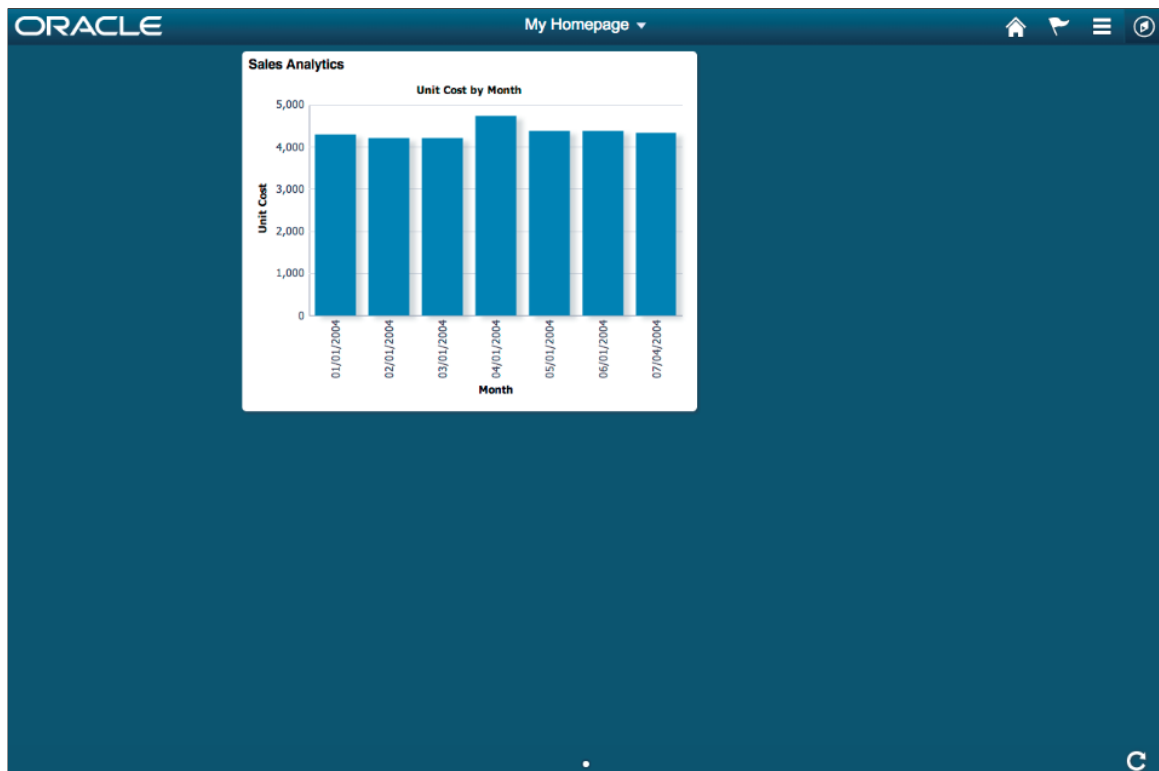 ORACLE
My Homepage
Sales Analytics
Unit Cost by Month
5,000
4,000
3,000
2,000
1,000
0
Unit Cost
01/01/2004
02/01/2004
03/01/2004
04/01/2004
05/01/2004
06/01/2004
07/04/2004
Month